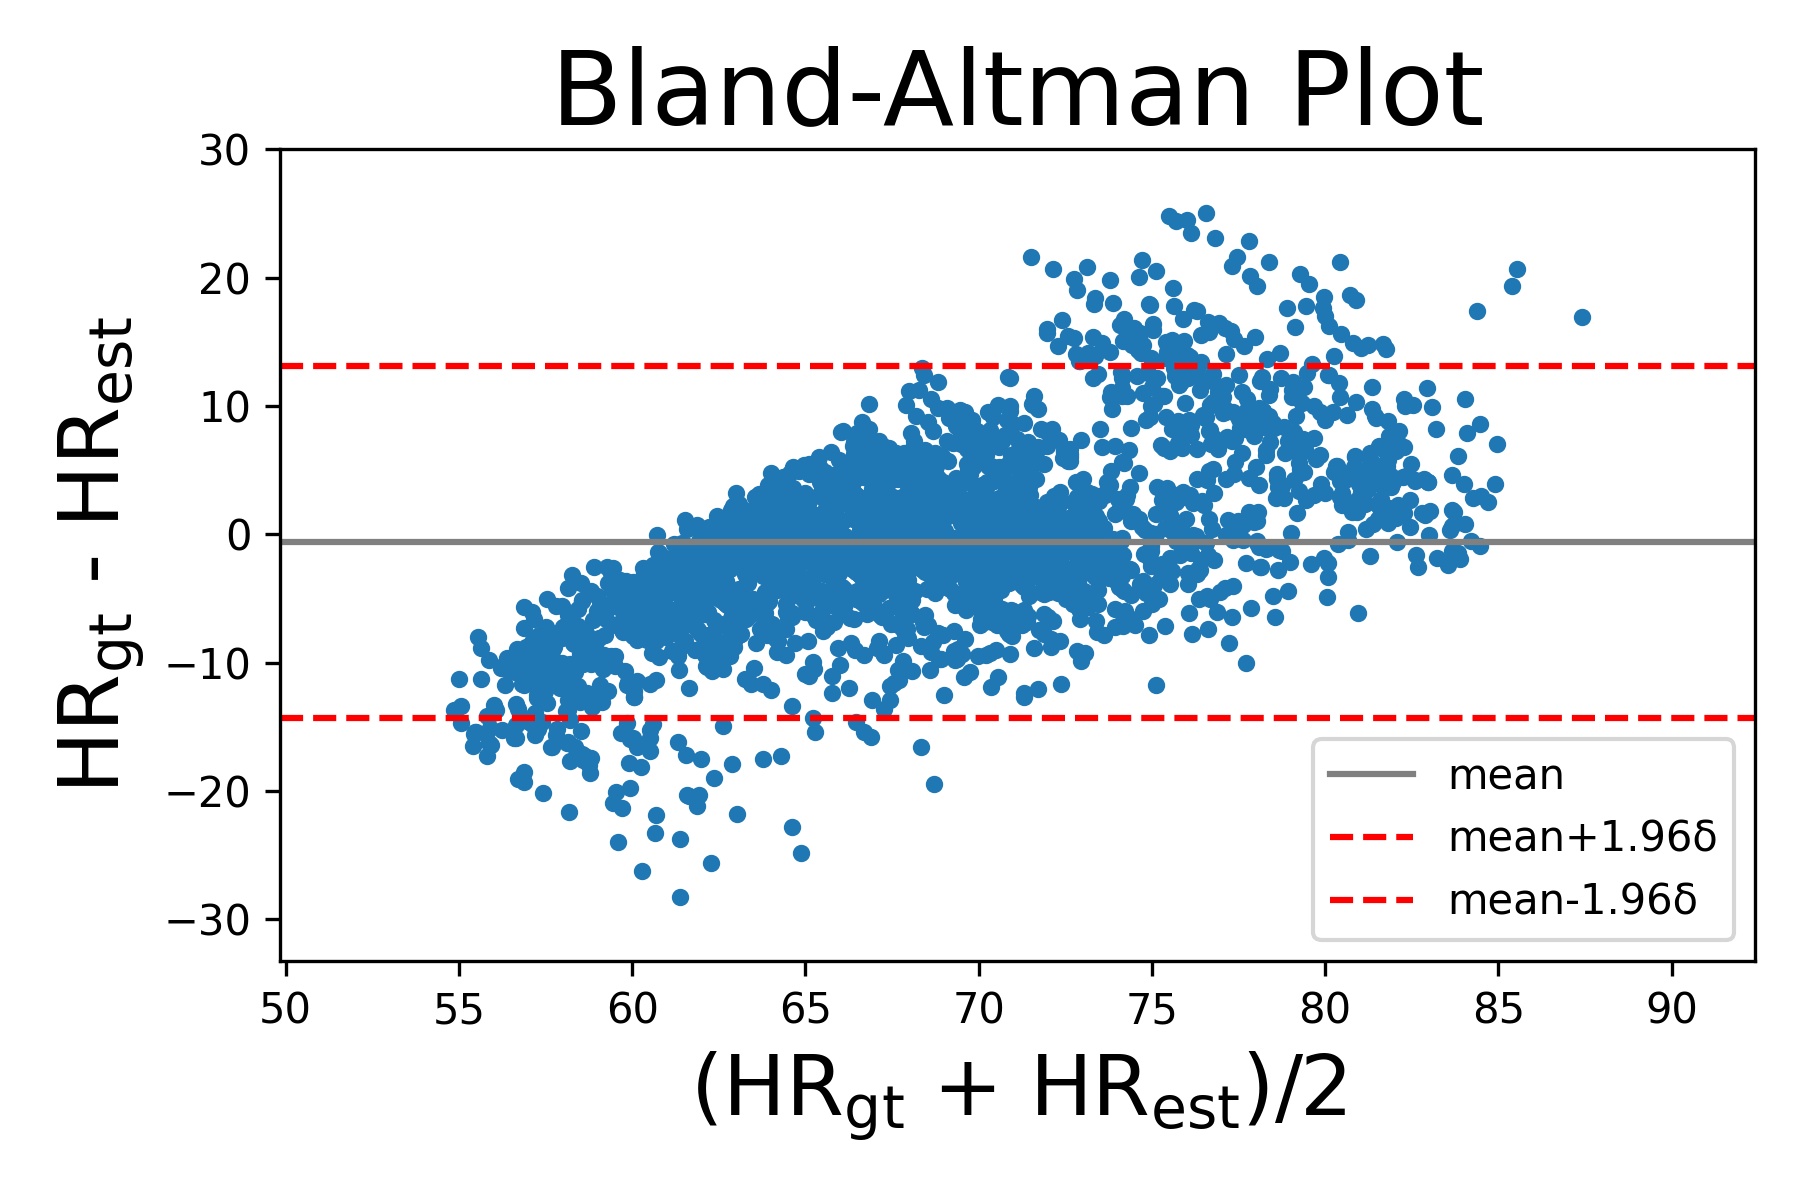 Bland-Altman Plot
HRgt - HRest
30
20
10
0
−10
−20
−30
mean
mean+1.96δ
mean-1.96δ
50 55 60 65 70 75 80 85 90
(HRgt + HRest)/2